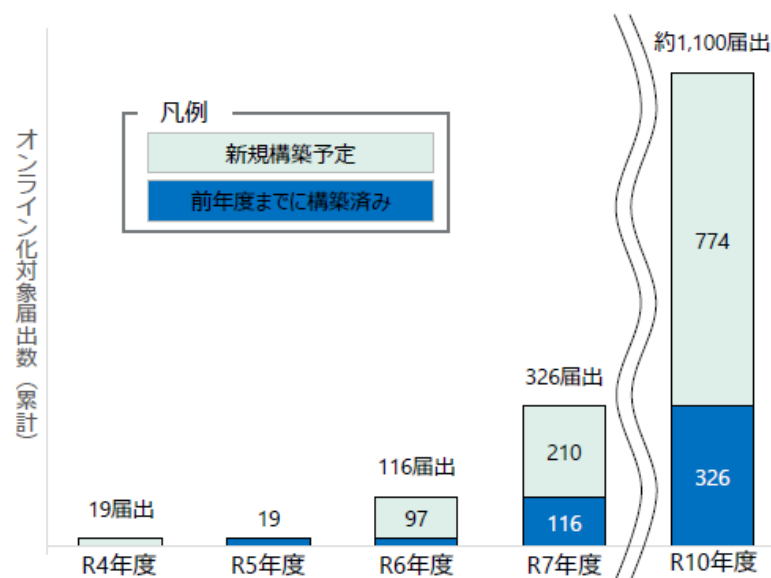 約1,100届出
凡例
新規構築予定
前年度までに構築済み
オンライン化対象届出数（累計）
774
326届出
210
116届出
326
19届出
19
97
116
R4年度
R5年度
R6年度
R7年度
R10年度